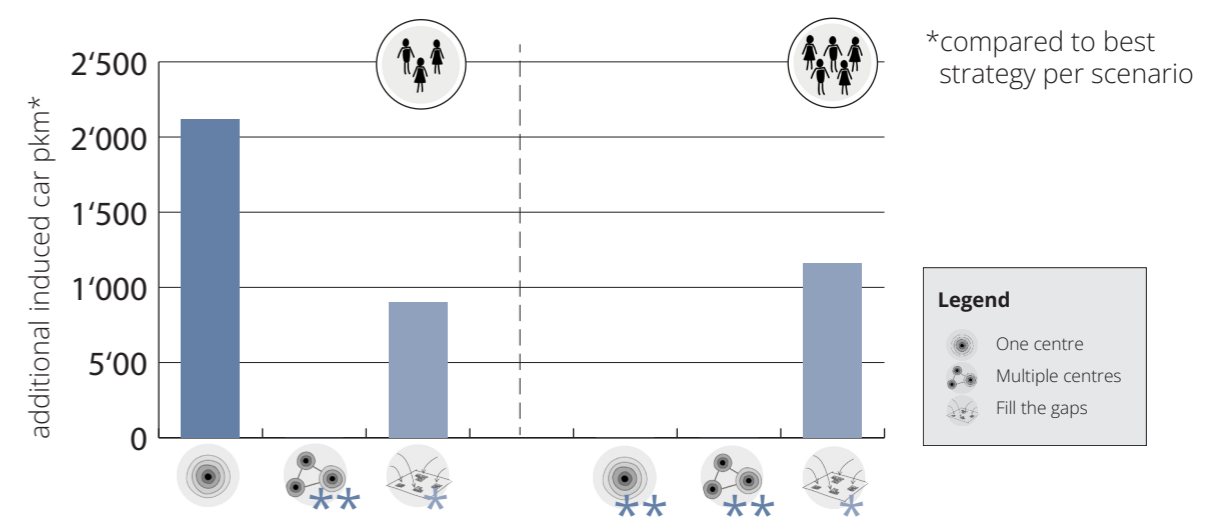 *compared to best
strategy per scenario
additional induced car pkm*
2‘500
2‘000
1‘500
1‘000
5‘00
0
** * ** ** *
Legend
One centre
Multiple centres
Fill the gaps